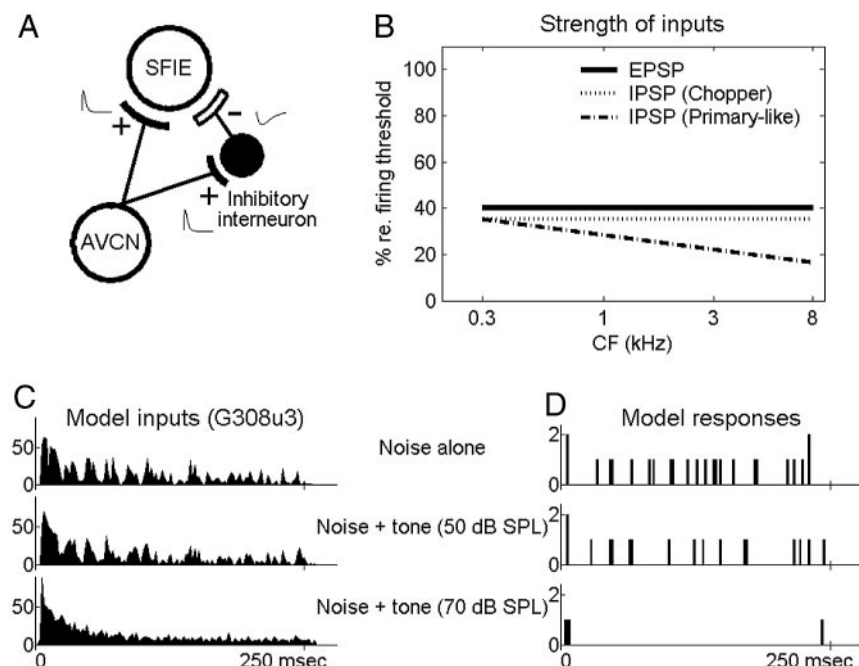 A
SFIE
+
-
+
Inhibitory
interneuron
AVCN
B
Strength of inputs
% re. firing threshold
100
80
60
40
20
0
EPSP
IPSP (Chopper)
IPSP (Primary-like)
0.3
1
3
8
CF (kHz)
C
Model inputs (G308u3)
50
0
50
0
50
0
0
250 msec
Noise alone
Noise + tone (50 dB SPL)
Noise + tone (70 dB SPL)
D
Model responses
2
0
2
0
2
0
0
250 msec